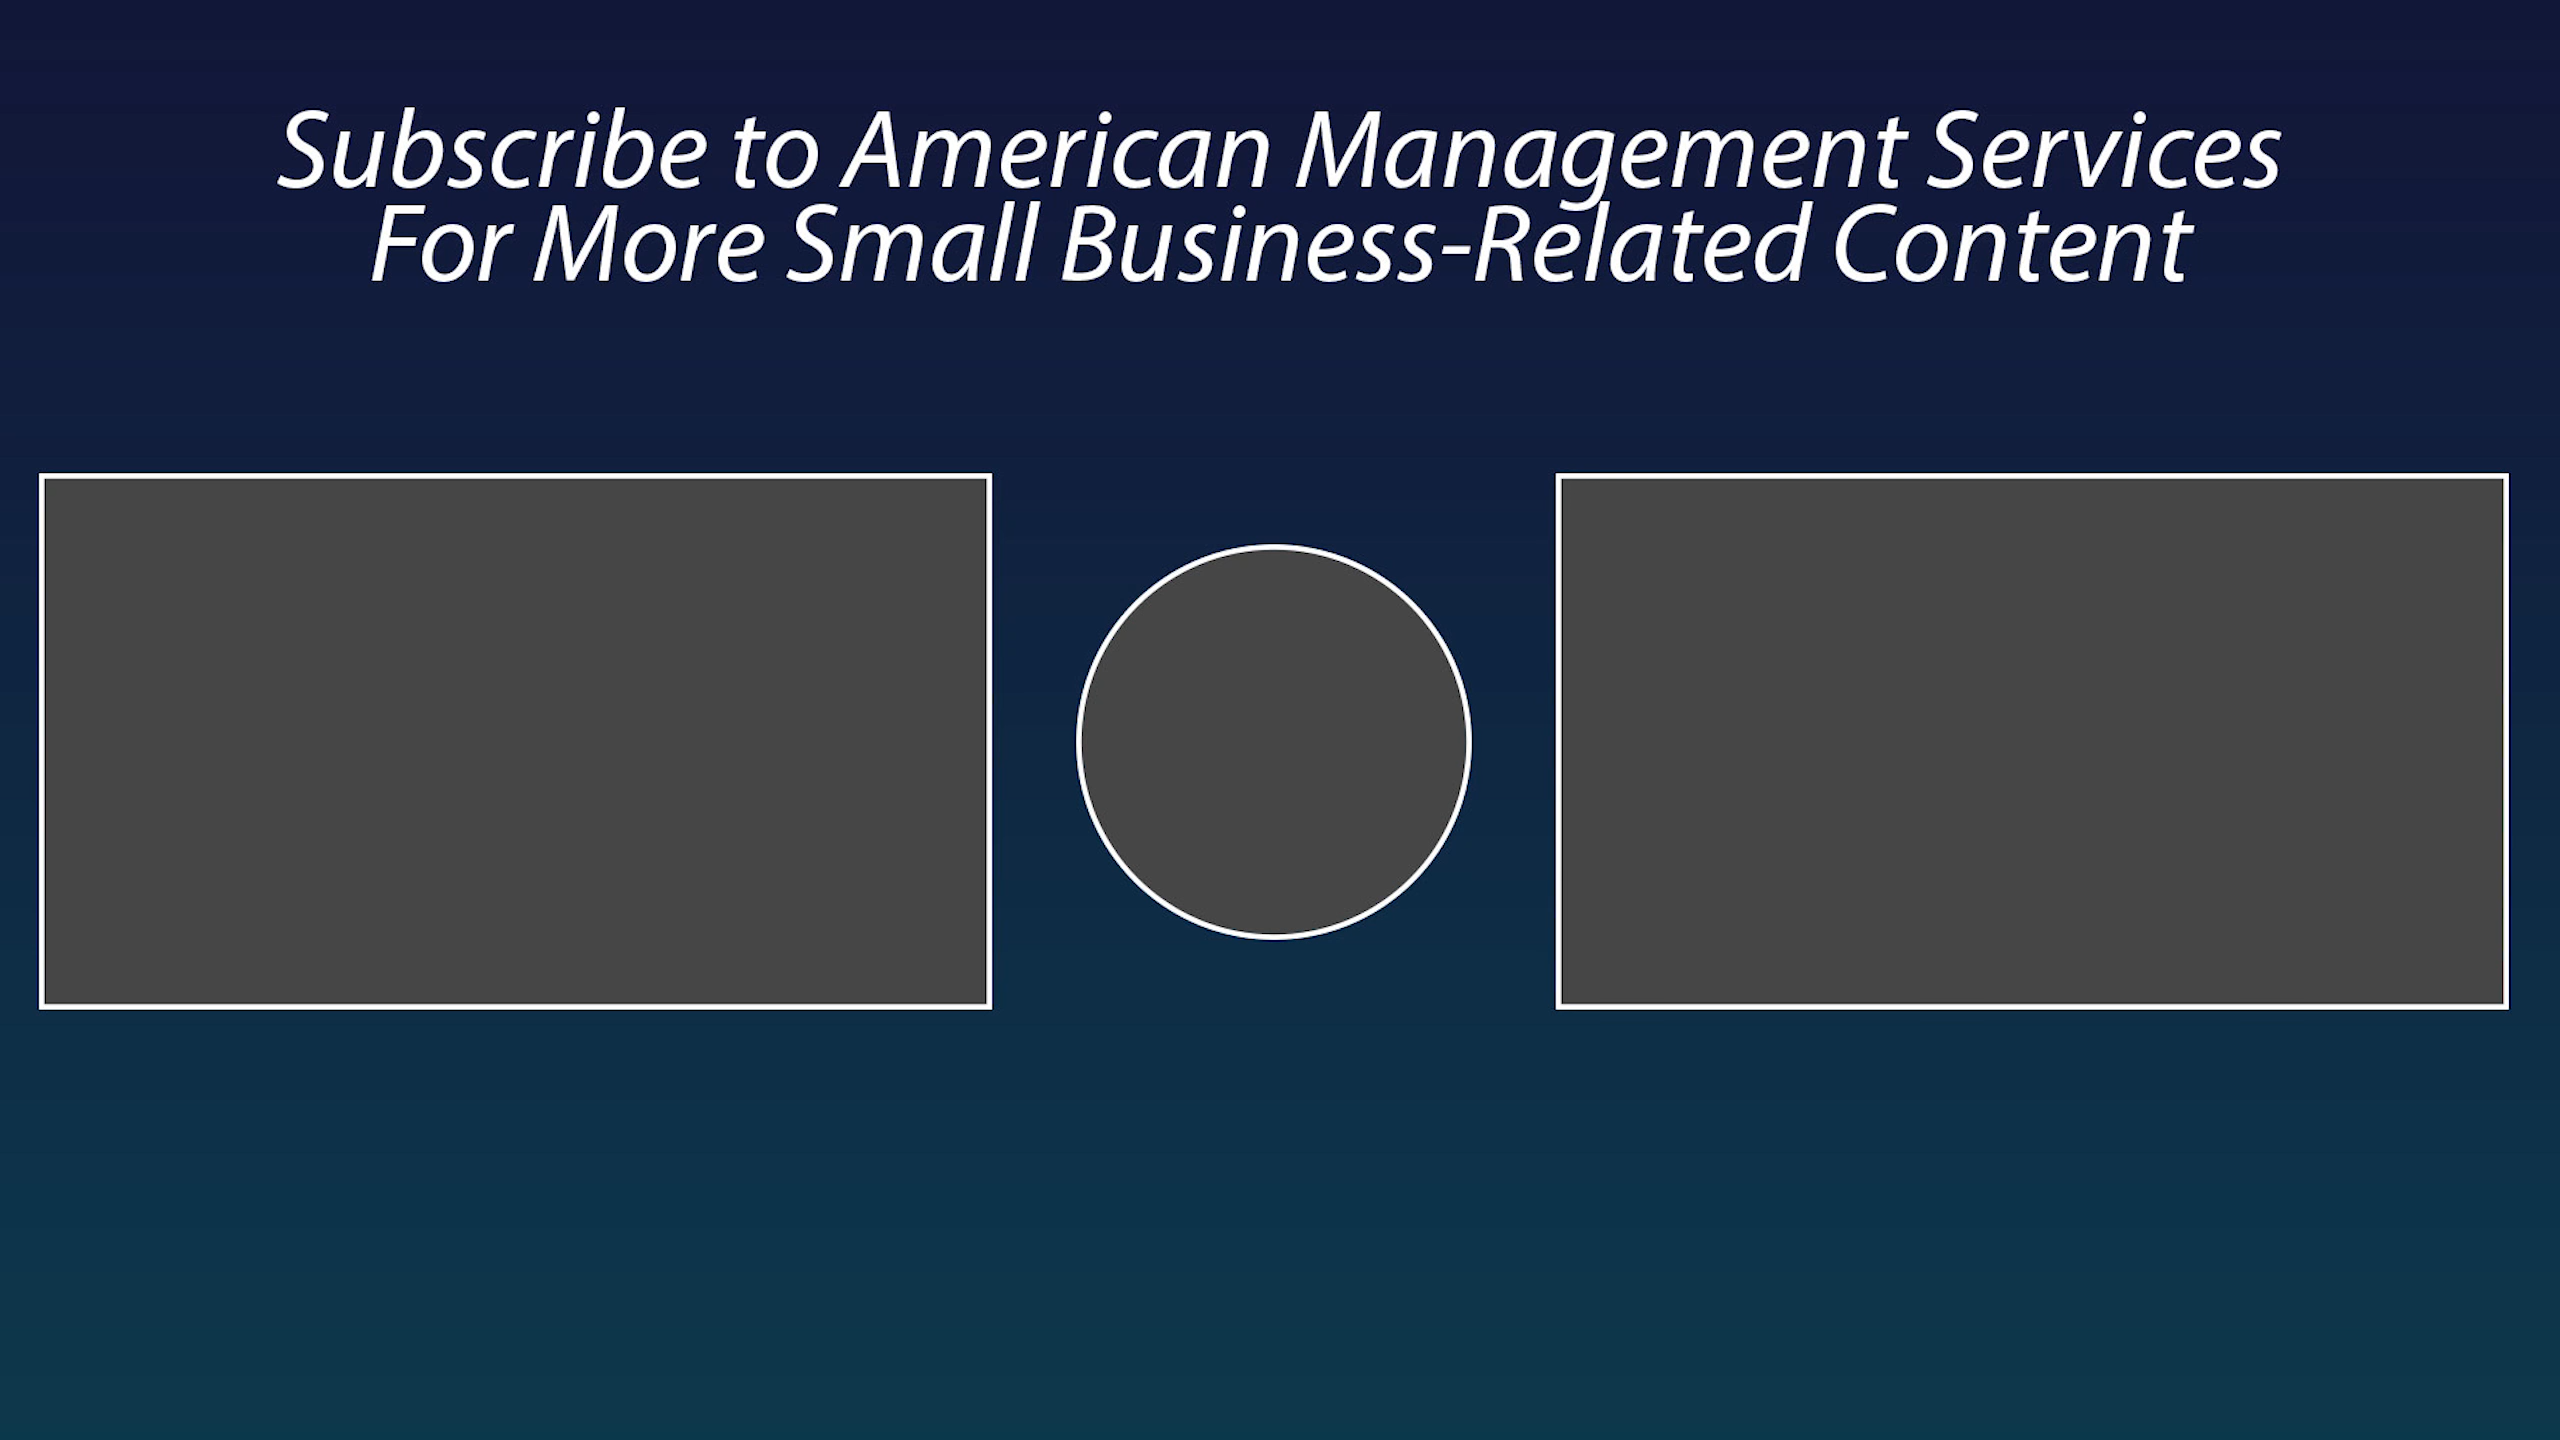 Subscribe to American Management Services
For More Small Business-Related Content